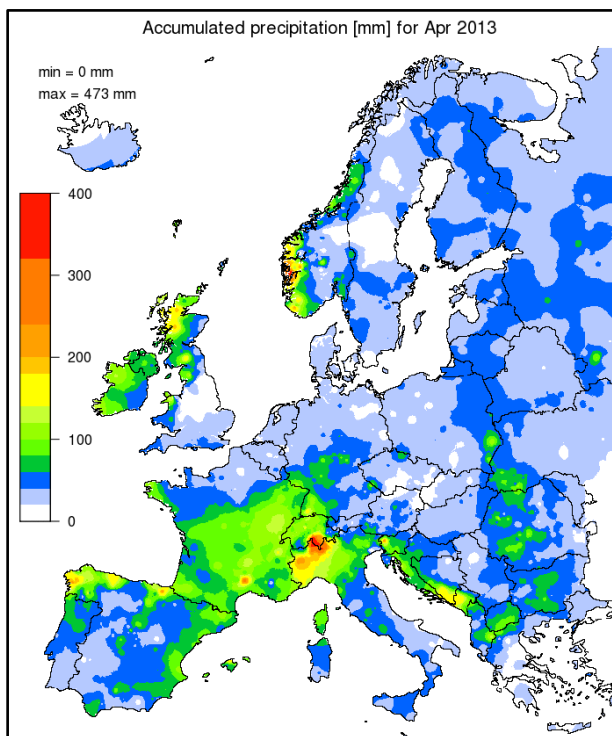 Accumulated precipitation [mm] for Apr 2013
min = 0 mm
max = 473 mm
400
300
200
100
0